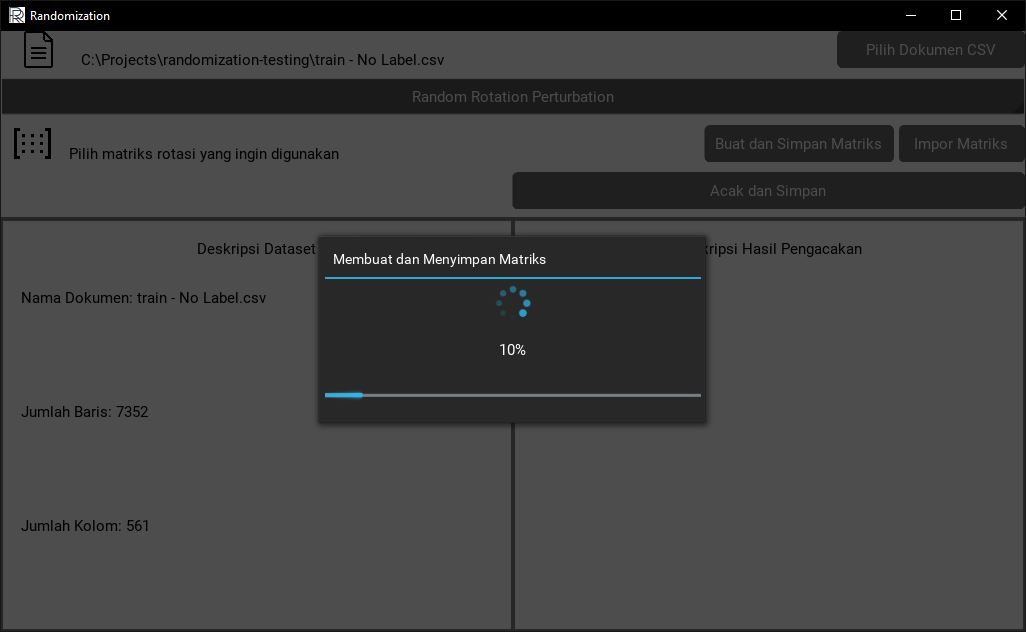 Randomization
C:\Projects\randomization-testing\train - No Label.csv
Pilih Dokumen CSV
Random Rotation Perturbation
Pilih matriks rotasi yang ingin digunakan
Buat dan Simpan Matriks
Impor Matriks
Acak dan Simpan
Deskripsi Dataset
kripsi Hasil Pengacakan
Membuat dan Menyimpan Matriks
10%
Nama Dokumen: train - No Label.csv
Jumlah Baris: 7352
Jumlah Kolom: 561